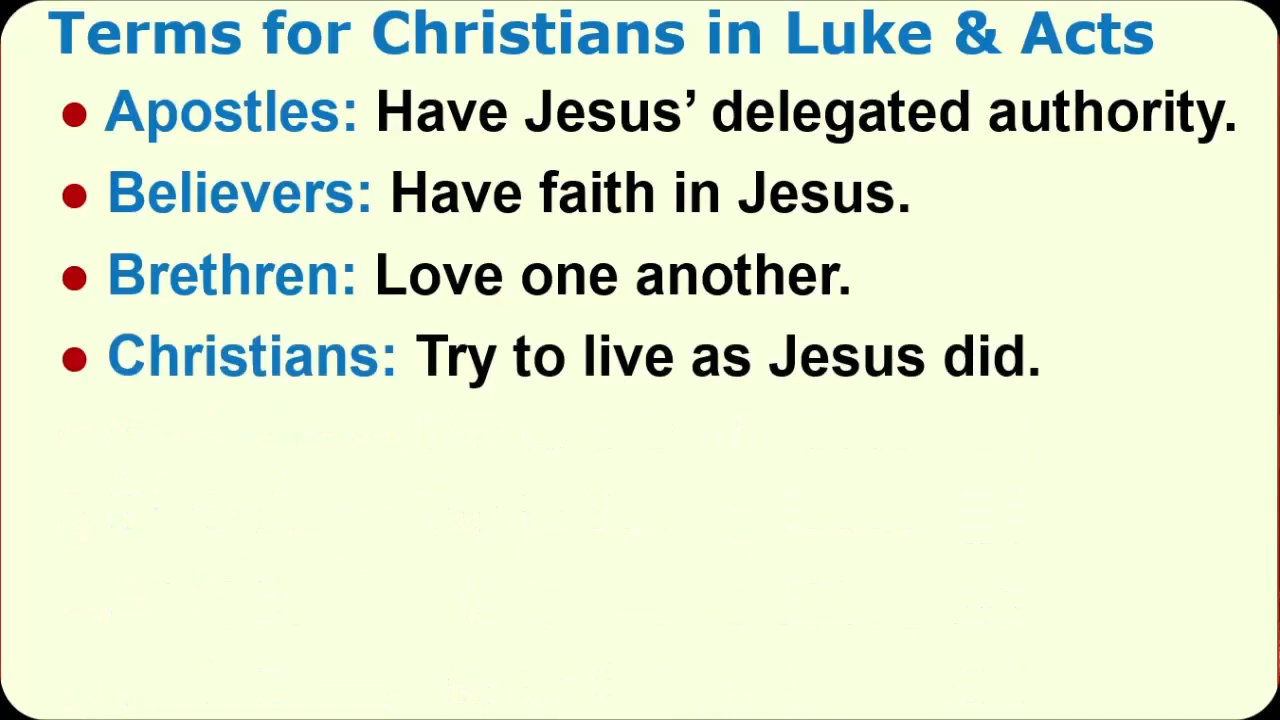 Terms for Christians in Luke & Acts
● Apostles: Have Jesus’ delegated authority.
● Believers: Have faith in Jesus.
● Brethren: Love one another.
● Christians: Try to live as Jesus did.